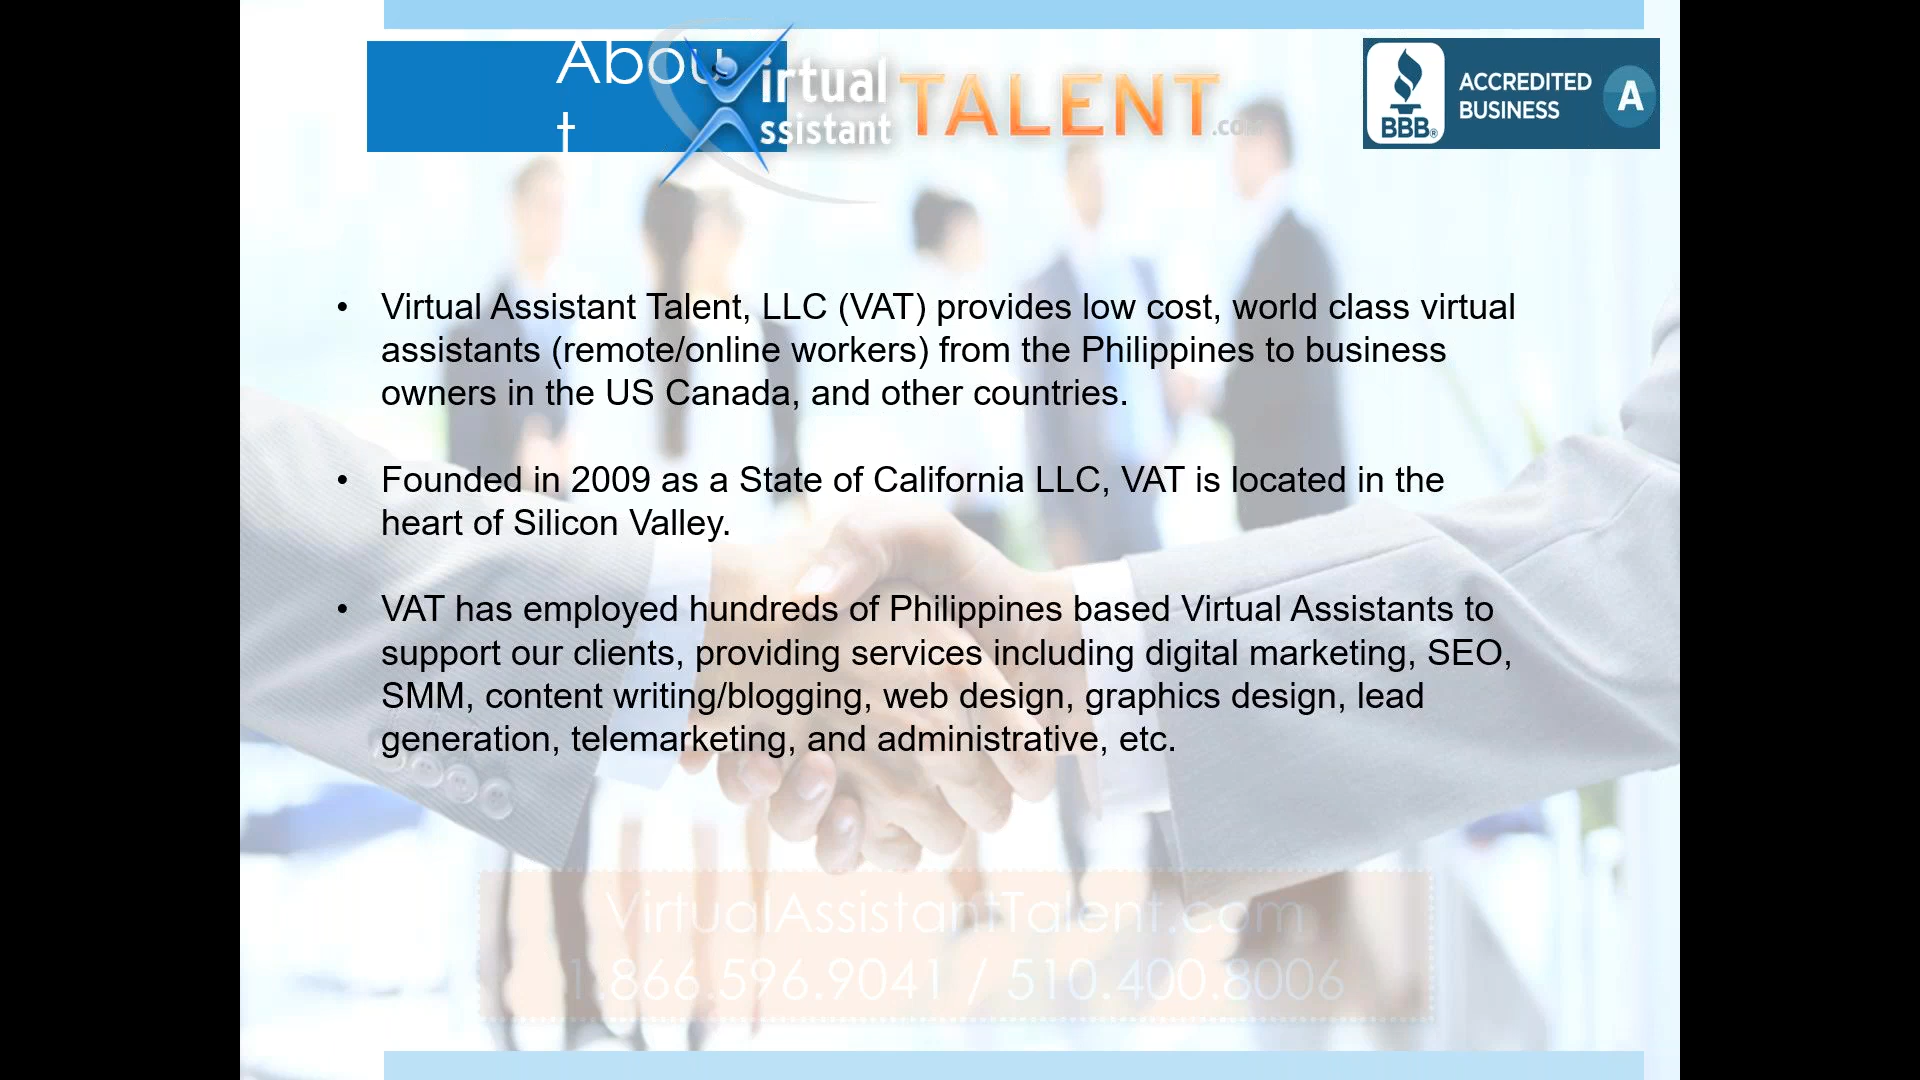 Abou
t
irtual
ssistant
TALENT
.com
ACCREDITED
BUSINESS
A
BBB®
• Virtual Assistant Talent, LLC (VAT) provides low cost, world class virtual
assistants (remote/online workers) from the Philippines to business
owners in the US Canada, and other countries.
• Founded in 2009 as a State of California LLC, VAT is located in the
heart of Silicon Valley.
• VAT has employed hundreds of Philippines based Virtual Assistants to
support our clients, providing services including digital marketing, SEO,
SMM, content writing/blogging, web design, graphics design, lead
generation, telemarketing, and administrative, etc.
VirtualAssistantTalent.com
1.866.596.9041 / 510.400.8006